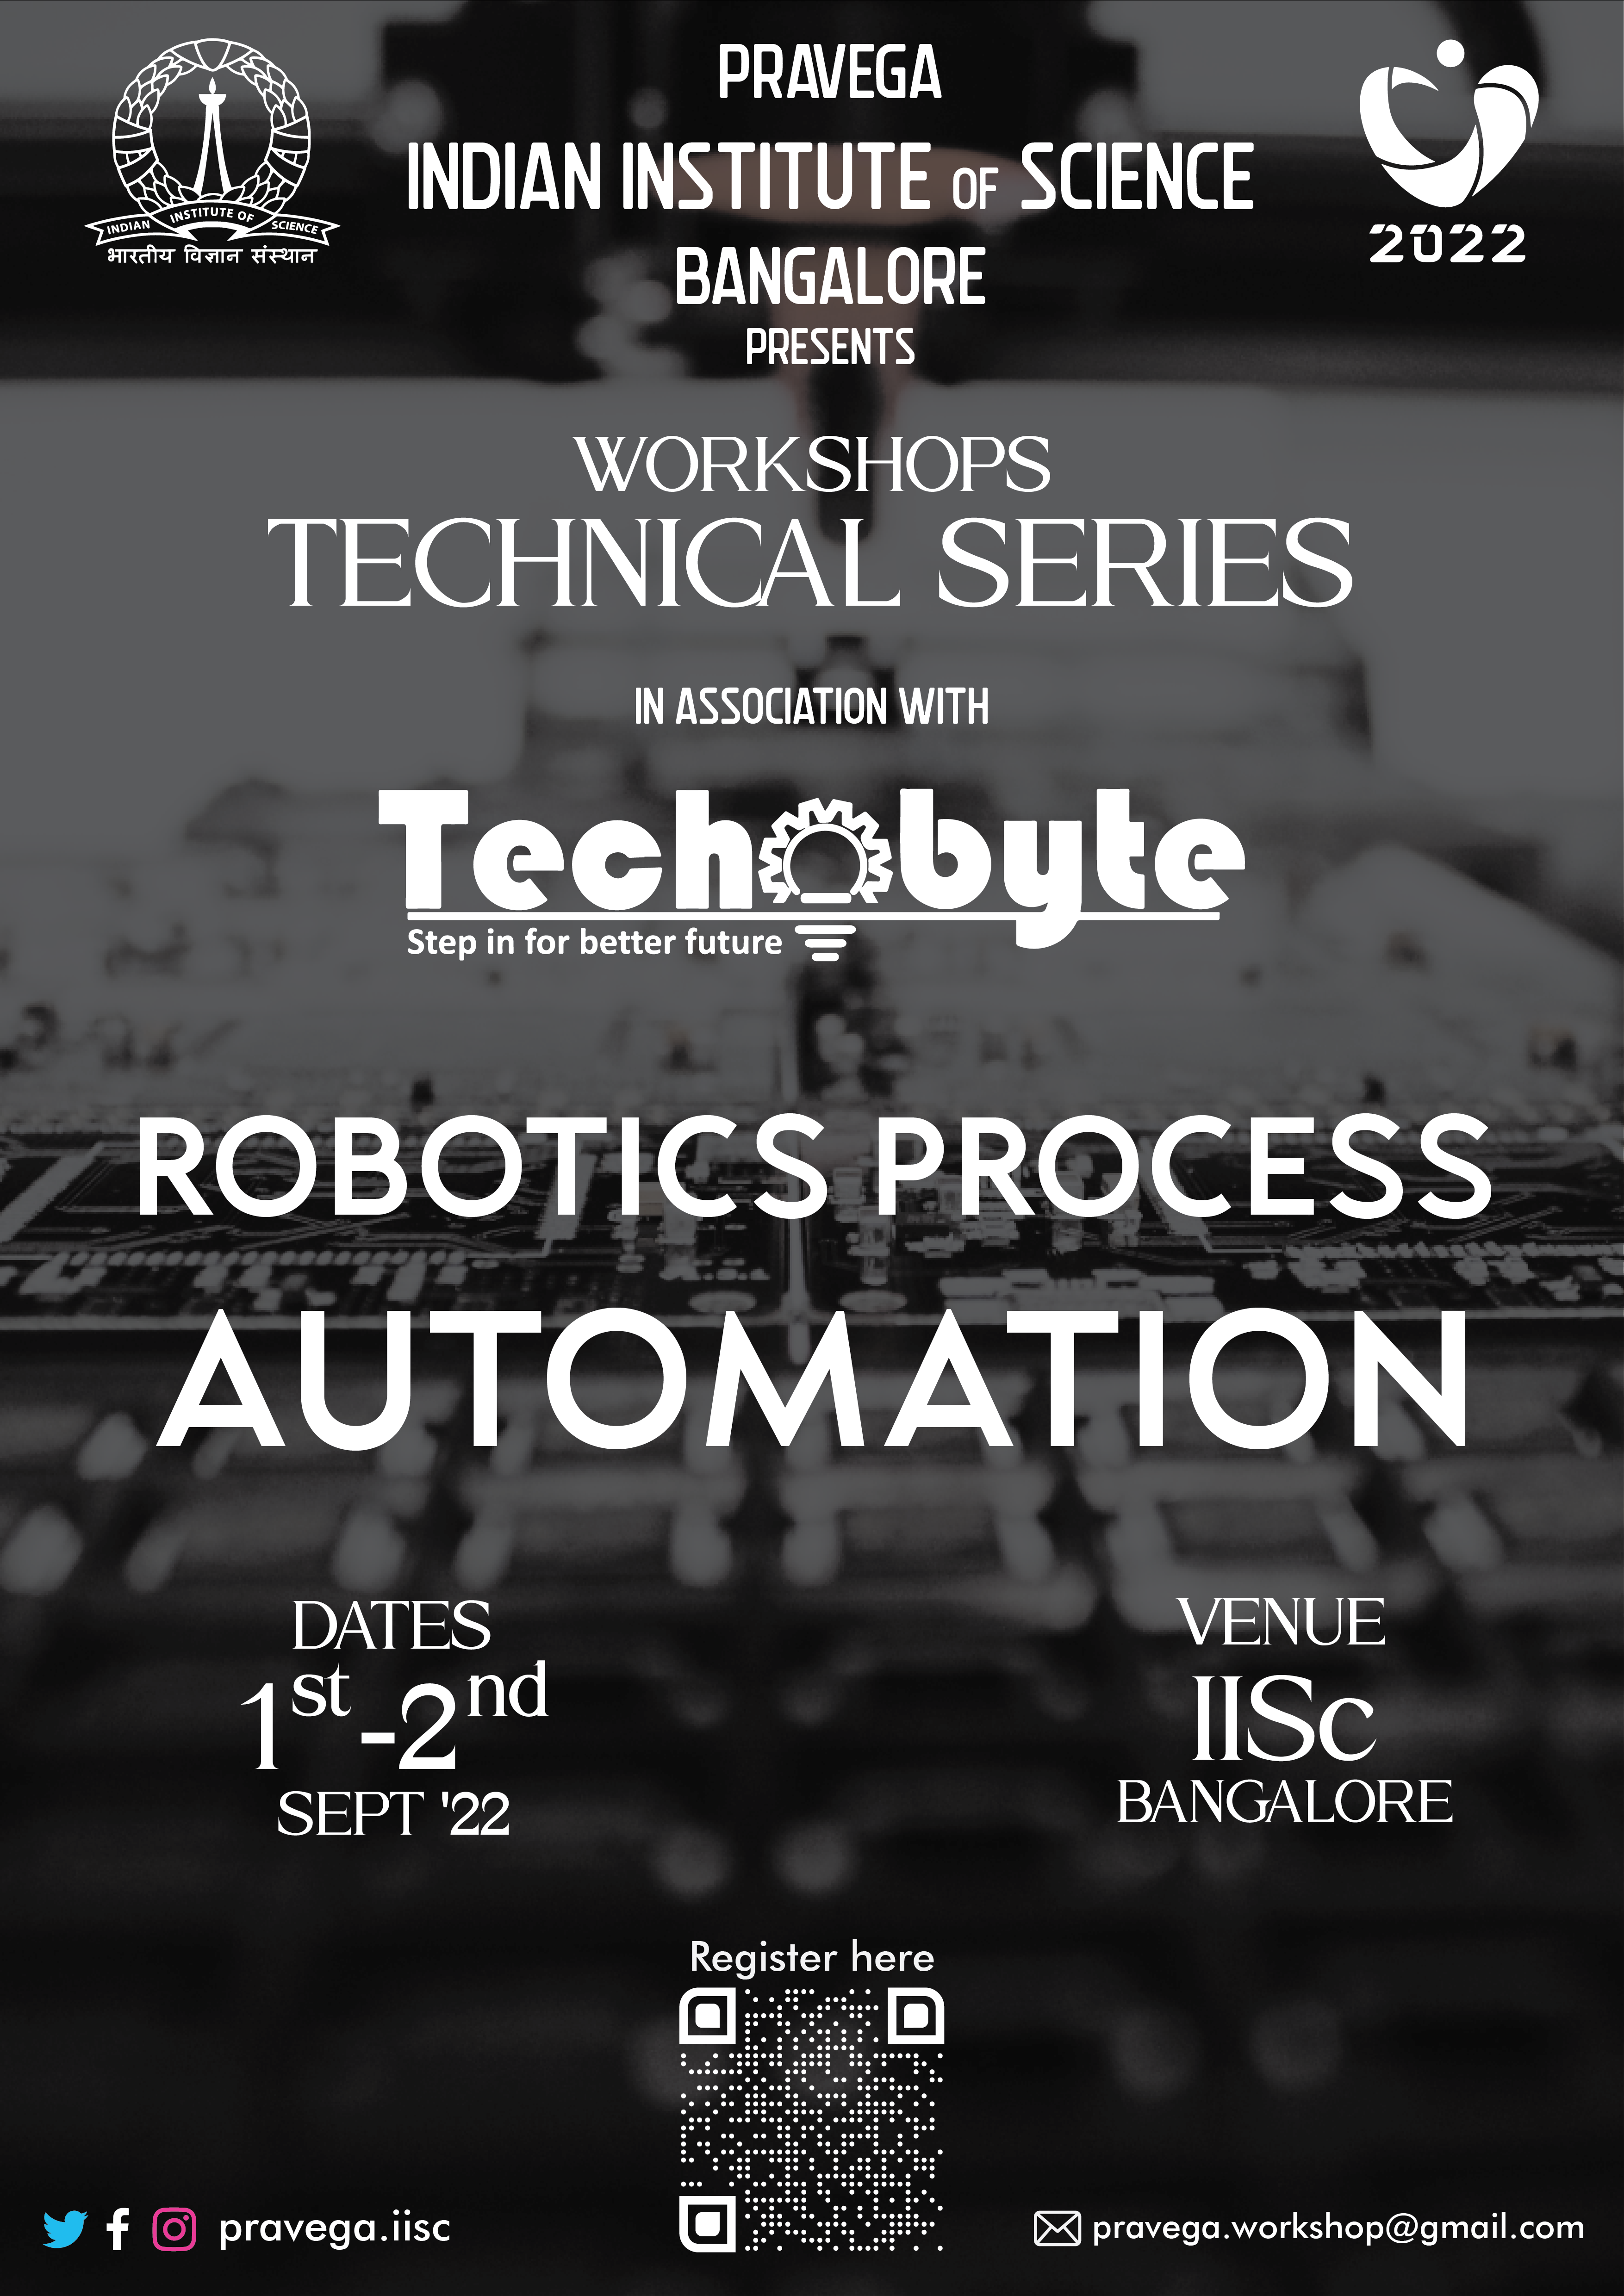 PRAVEGA
INDIAN INSTITUTE OF SCIENCE
BANGALORE
PRESENTS
INDIAN INSTITUTE OF SCIENCE
भारतीय विज्ञान संस्थान
2022
WORKSHOPS
TECHNICAL SERIES
IN ASSOCIATION WITH
Techobyte
Step in for better future
ROBOTICS PROCESS
AUTOMATION
DATES
1st-2nd
SEPT '22
VENUE
IISc
BANGALORE
Register here
pravega.iisc
pravega.workshop@gmail.com